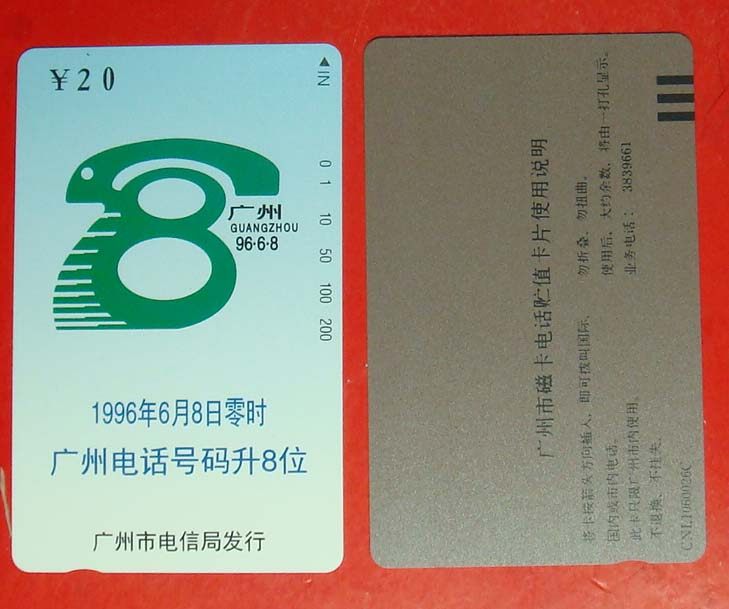 ¥20
IN
0
1
10
50
100
200
广州
GUANGZHOU
96·6·8
1996年6月8日零时
广州电话号码升8位
广州市电信局发行
广州市磁卡电话贮值卡片使用说明
将卡按箭头方向插入，即可拨叫国际、
国内或市内电话。
此卡只限广州市内使用。
不退换、不挂失。
勿折叠、勿扭曲。
使用后，大约余数，将由一打孔显示。
业务电话：3839661
CNL1060026C